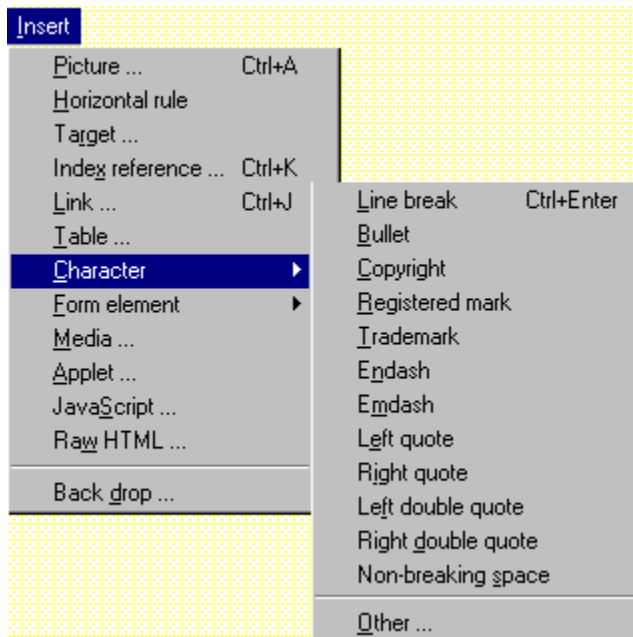 Insert
Picture ... Ctrl+A
Horizontal rule
Target ...
Index reference ... Ctrl+K
Link ... Ctrl+J
Table ...
Character
Form element
Media ...
Applet ...
JavaScript ...
Raw HTML ...
Back drop ...
Line break Ctrl+Enter
Bullet
Copyright
Registered mark
Trademark
Endash
Emdash
Left quote
Right quote
Left double quote
Right double quote
Non-breaking space
Other ...